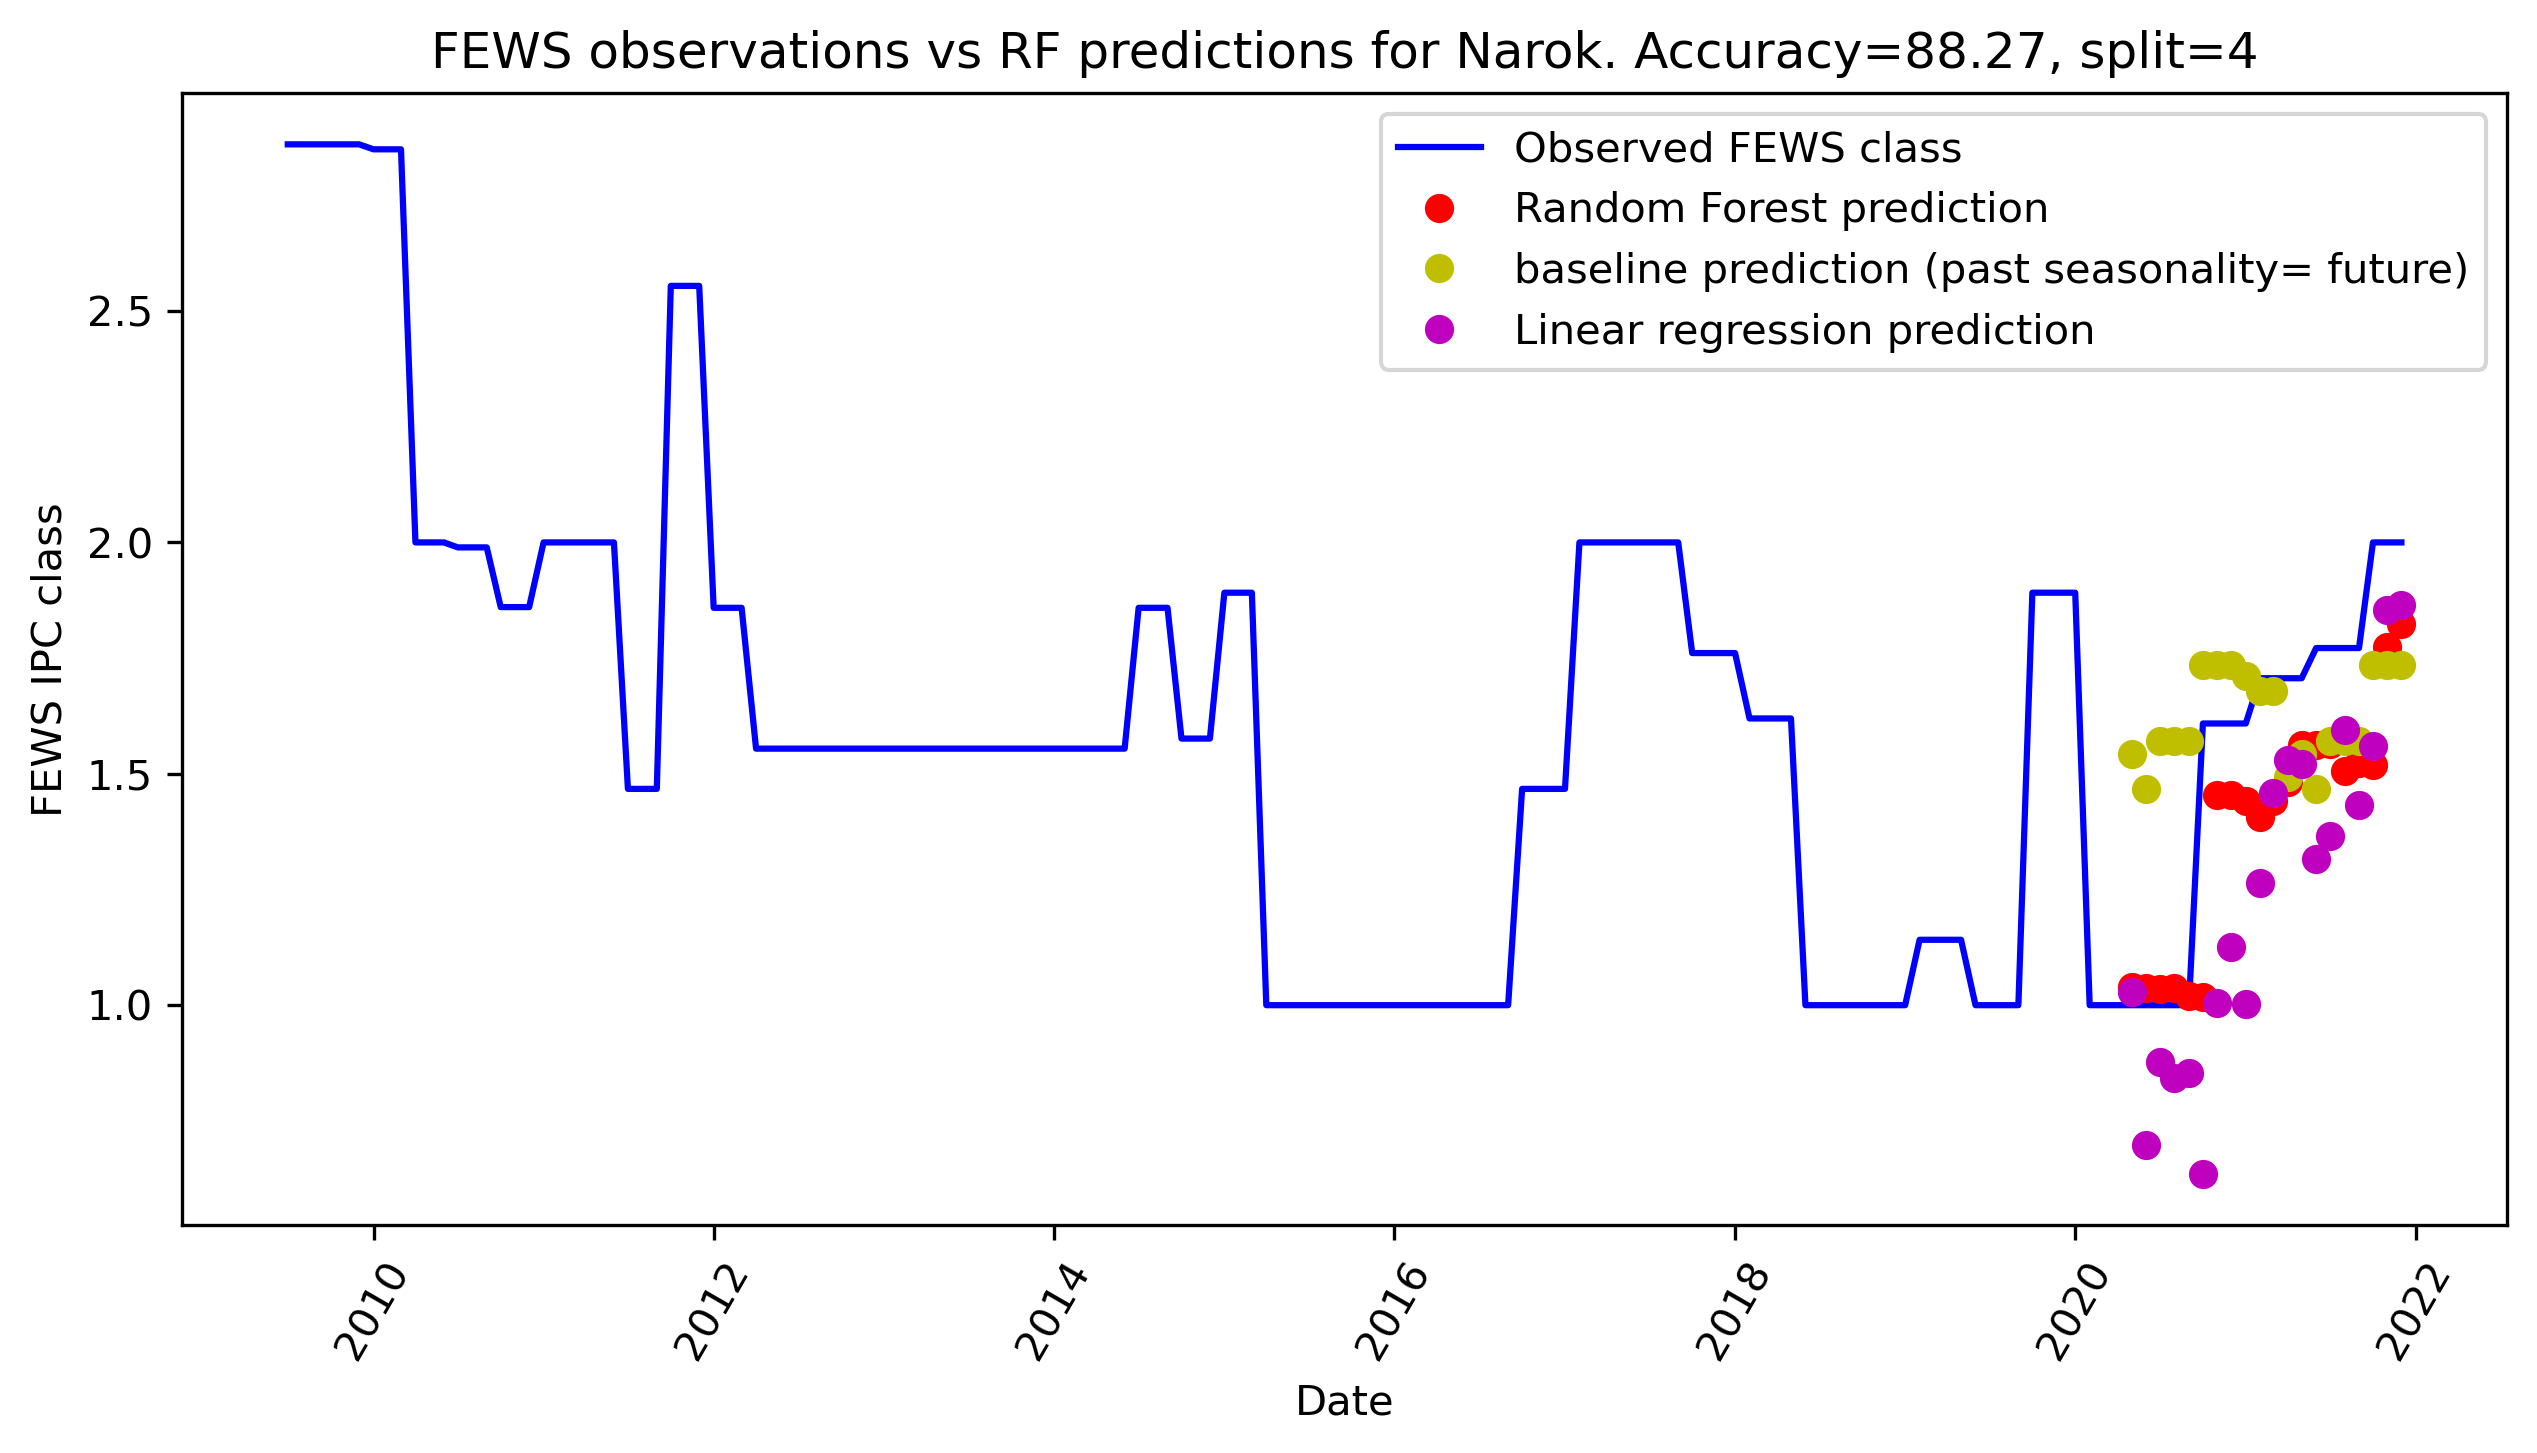 FEWS observations vs RF predictions for Narok. Accuracy=88.27, split=4
Observed FEWS class
Random Forest prediction
baseline prediction (past seasonality= future)
Linear regression prediction
FEWS IPC class
2.5
2.0
1.5
1.0
2010
2012
2014
2016
2018
2020
2022
Date